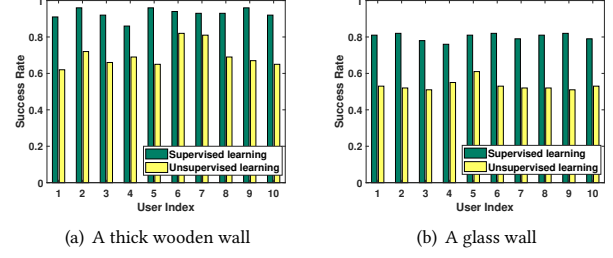 1
0.8
0.6
0.4
0.2
0
Success Rate
Supervised learning
Unsupervised learning
1 2 3 4 5 6 7 8 9 10
User Index
(a) A thick wooden wall
1
0.8
0.6
0.4
0.2
0
Success Rate
Supervised learning
Unsupervised learning
1 2 3 4 5 6 7 8 9 10
User Index
(b) A glass wall